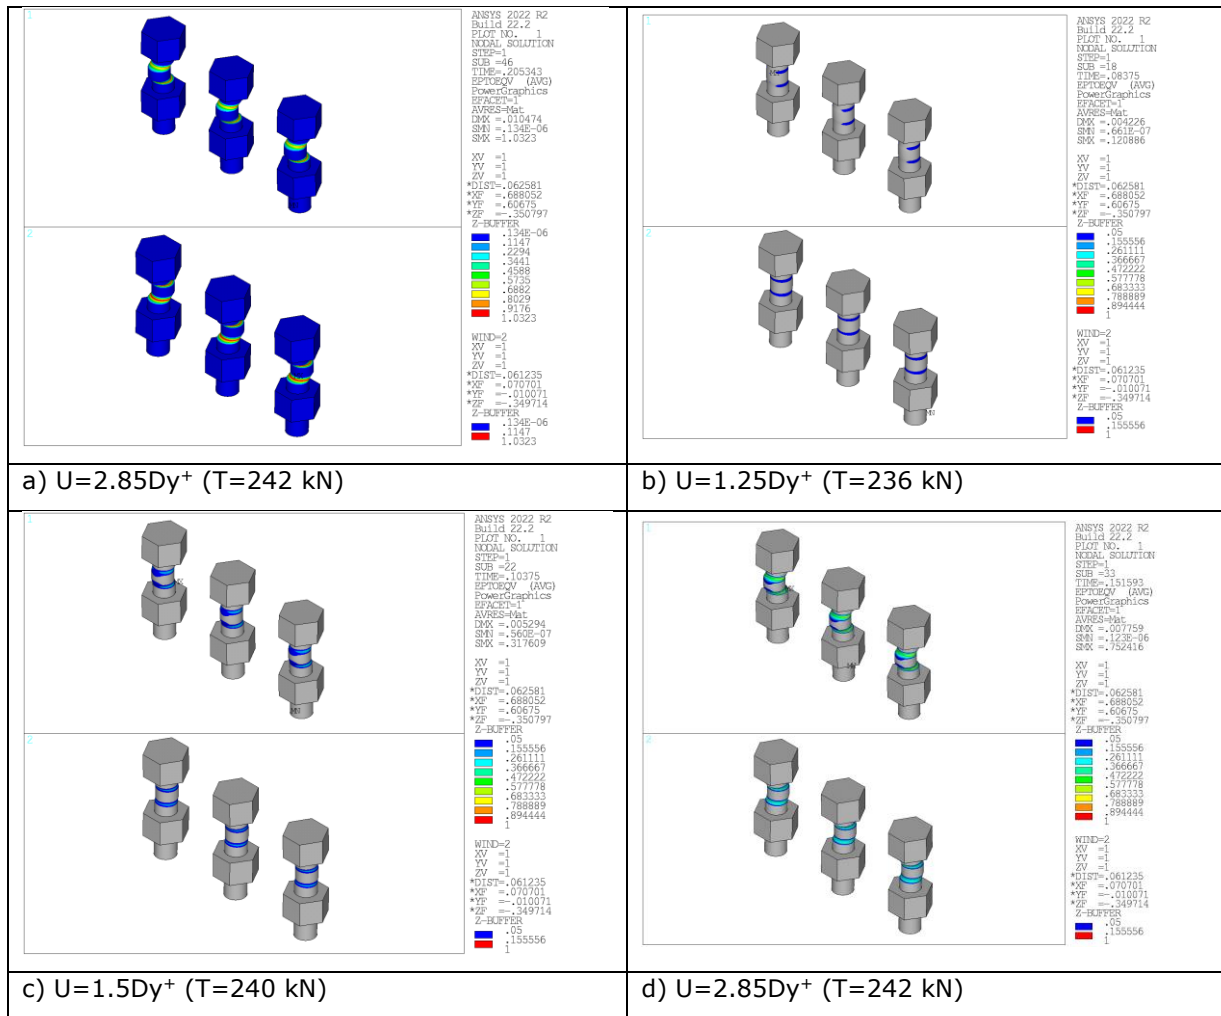 1
ANSYS 2022 R2
Build 22.2
PLOT NO. 1
NODAL SOLUTION
STEP=1
SUB =46
TIME=.205343
EPTOEQV (AVG)
PowerGraphics
EFACET=1
AVRES=Mat
DMX =.010474
SMN =.134E-06
SMX =1.0323
XV =1
YV =1
ZV =1
*DIST=.062581
*XF =.688052
*YF =.60675
*ZF =-.350797
Z-BUFFER
.134E-06
.1147
.2294
.3441
.4588
.5735
.6882
.8029
.9176
1.0323
2
WIND=2
XV =1
YV =1
ZV =1
*DIST=.061235
*XF =.070701
*YF =-.010071
*ZF =-.349714
Z-BUFFER
.134E-06
.1147
1.0323
a) U=2.85Dy⁺ (T=242 kN)
1
MX
ANSYS 2022 R2
Build 22.2
PLOT NO. 1
NODAL SOLUTION
STEP=1
SUB =18
TIME=.08375
EPTOEQV (AVG)
PowerGraphics
EFACET=1
AVRES=Mat
DMX =.004226
SMN =.661E-07
SMX =.120886
XV =1
YV =1
ZV =1
*DIST=.062581
*XF =.688052
*YF =.60675
*ZF =-.350797
Z-BUFFER
.05
.155556
.261111
.366667
.472222
.577778
.683333
.788889
.894444
1
2
MN
WIND=2
XV =1
YV =1
ZV =1
*DIST=.061235
*XF =.070701
*YF =-.010071
*ZF =-.349714
Z-BUFFER
.05
.155556
1
b) U=1.25Dy⁺ (T=236 kN)
1
MX
MN
ANSYS 2022 R2
Build 22.2
PLOT NO. 1
NODAL SOLUTION
STEP=1
SUB =22
TIME=.10375
EPTOEQV (AVG)
PowerGraphics
EFACET=1
AVRES=Mat
DMX =.005294
SMN =.560E-07
SMX =.317609
XV =1
YV =1
ZV =1
*DIST=.062581
*XF =.688052
*YF =.60675
*ZF =-.350797
Z-BUFFER
.05
.155556
.261111
.366667
.472222
.577778
.683333
.788889
.894444
1
2
WIND=2
XV =1
YV =1
ZV =1
*DIST=.061235
*XF =.070701
*YF =-.010071
*ZF =-.349714
Z-BUFFER
.05
.155556
1
c) U=1.5Dy⁺ (T=240 kN)
1
MX
MN
ANSYS 2022 R2
Build 22.2
PLOT NO. 1
NODAL SOLUTION
STEP=1
SUB =33
TIME=.151593
EPTOEQV (AVG)
PowerGraphics
EFACET=1
AVRES=Mat
DMX =.007759
SMN =.123E-06
SMX =.752416
XV =1
YV =1
ZV =1
*DIST=.062581
*XF =.688052
*YF =.60675
*ZF =-.350797
Z-BUFFER
.05
.155556
.261111
.366667
.472222
.577778
.683333
.788889
.894444
1
2
WIND=2
XV =1
YV =1
ZV =1
*DIST=.061235
*XF =.070701
*YF =-.010071
*ZF =-.349714
Z-BUFFER
.05
.155556
1
d) U=2.85Dy⁺ (T=242 kN)